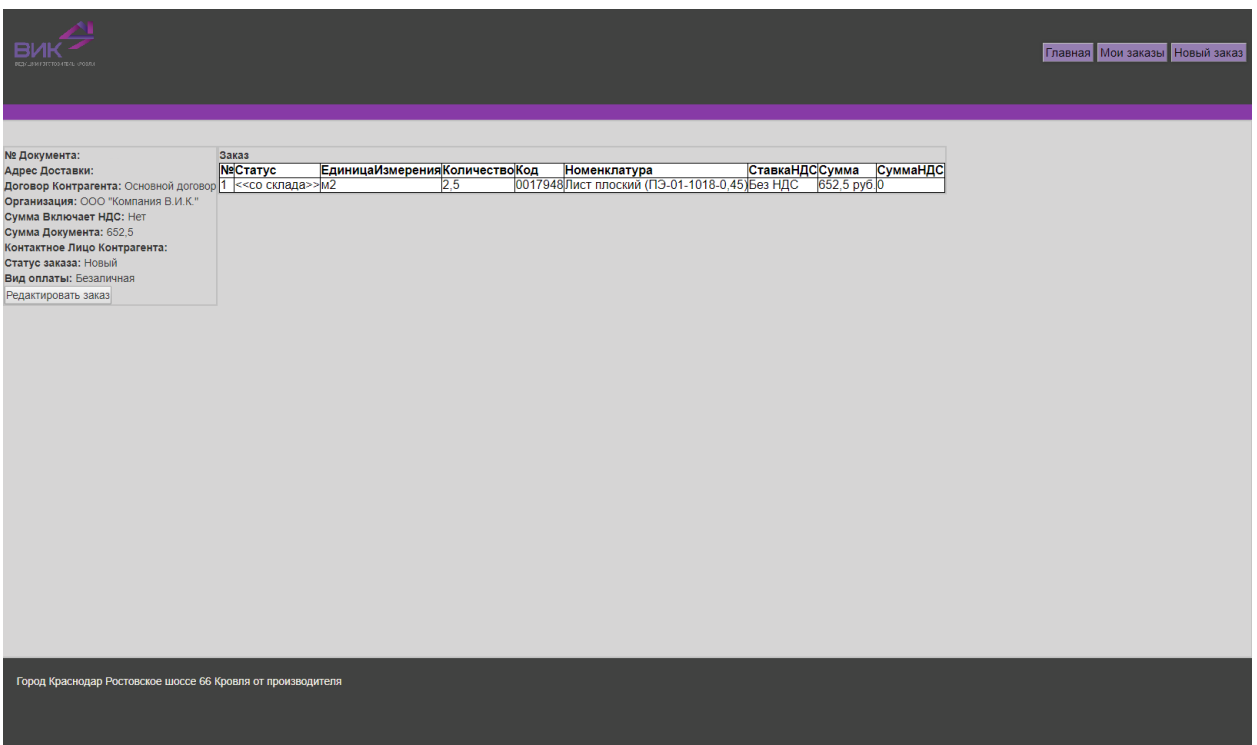 ВИК
Главная Мои заказы Новый заказ
№ Документа:
Адрес Доставки:
Договор Контрагента: Основной договор
Организация: ООО "Компания В.И.К."
Сумма Включает НДС: Нет
Сумма Документа: 652,5
Контактное Лицо Контрагента:
Статус заказа: Новый
Вид оплаты: Безаличная
Редактировать заказ
Заказ
№ Статус ЕдиницаИзмерения Количество Код Номенклатура СтавкаНДС Сумма СуммаНДС
1 <<со склада>> м2 2,5 0017948 Лист плоский (ПЭ-01-1018-0,45) Без НДС 652,5 руб. 0
Город Краснодар Ростовское шоссе 66 Кровля от производителя